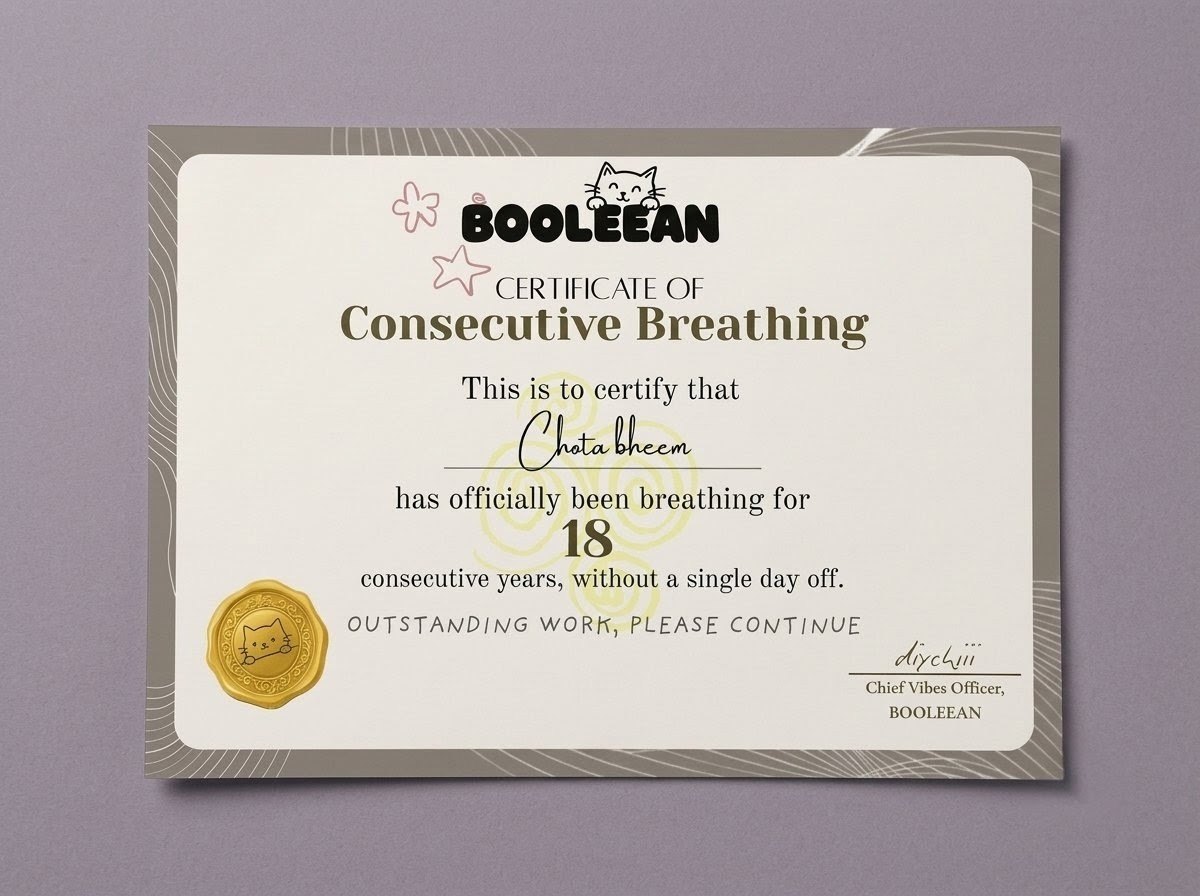 BOOLEEAN
CERTIFICATE OF
Consecutive Breathing
This is to certify that
Chota bheem
has officially been breathing for
18
consecutive years, without a single day off.
OUTSTANDING WORK, PLEASE CONTINUE
diychiii
Chief Vibes Officer,
BOOLEEAN